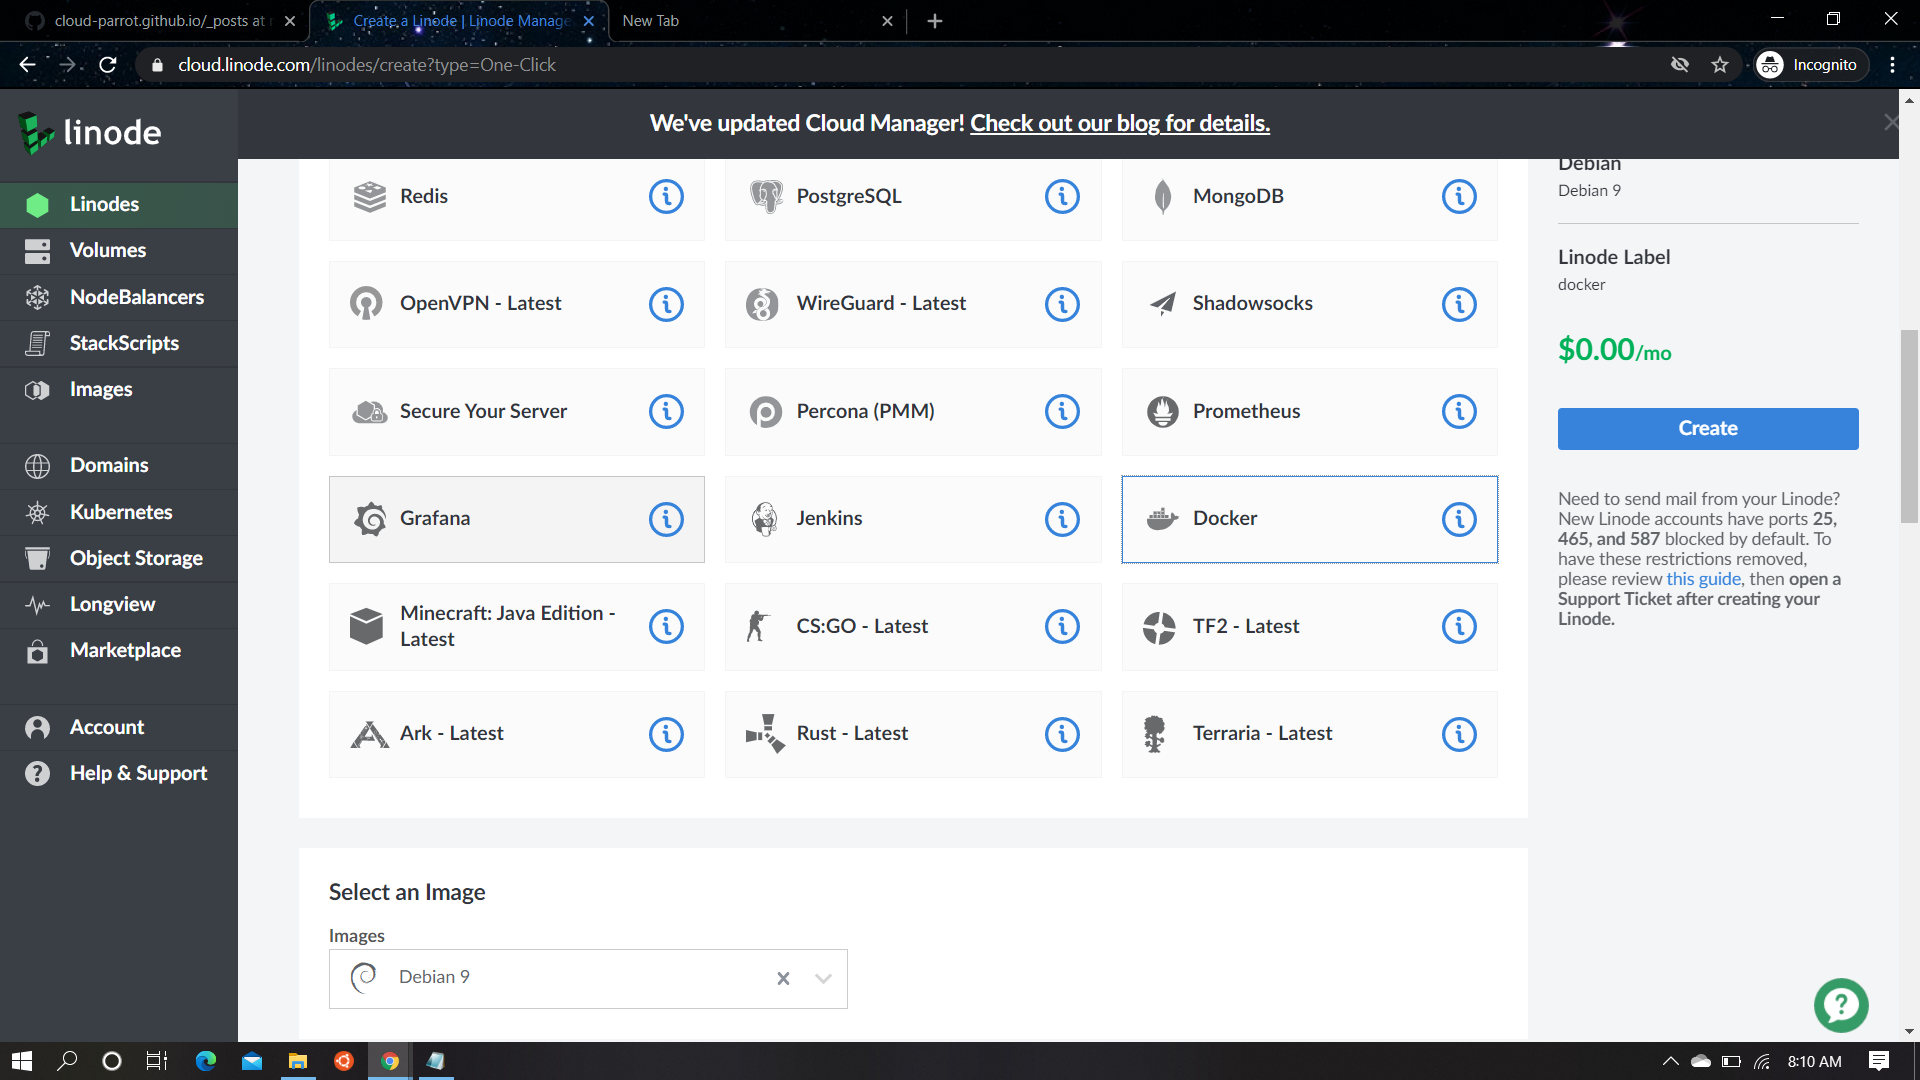 cloud-parrot.github.io/_posts at
Create a Linode | Linode Manage
New Tab
cloud.linode.com/linodes/create?type=One-Click
Incognito
linode
We've updated Cloud Manager! Check out our blog for details.
Linodes
Volumes
NodeBalancers
StackScripts
Images
Domains
Kubernetes
Object Storage
Longview
Marketplace
Account
Help & Support
Redis
PostgreSQL
MongoDB
OpenVPN - Latest
WireGuard - Latest
Shadowsocks
Secure Your Server
Percona (PMM)
Prometheus
Grafana
Jenkins
Docker
Minecraft: Java Edition -
Latest
CS:GO - Latest
TF2 - Latest
Ark - Latest
Rust - Latest
Terraria - Latest
Select an Image
Images
Debian 9
Debian
Debian 9
Linode Label
docker
$0.00/mo
Create
Need to send mail from your Linode?
New Linode accounts have ports 25,
465, and 587 blocked by default. To
have these restrictions removed,
please review this guide, then open a
Support Ticket after creating your
Linode.
8:10 AM